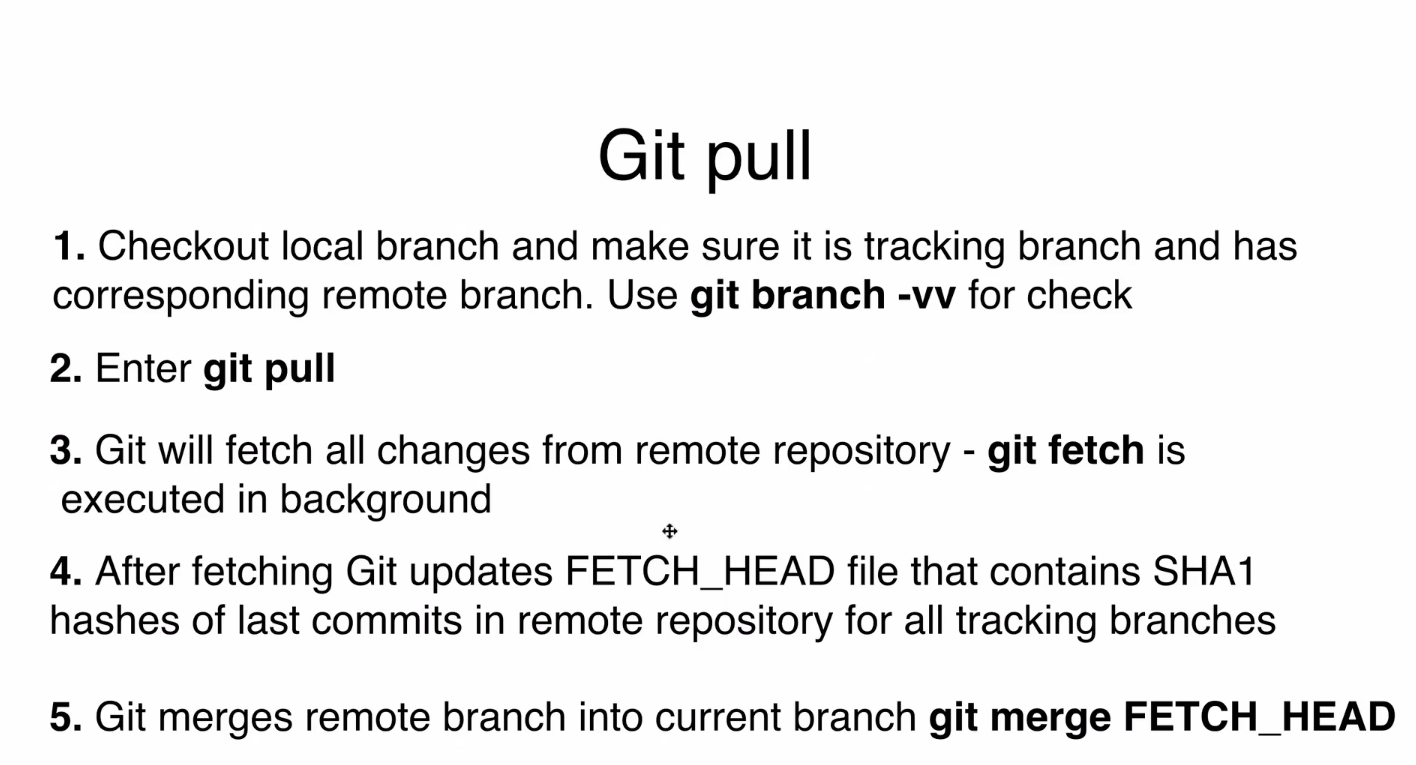 Git pull
1. Checkout local branch and make sure it is tracking branch and has
corresponding remote branch. Use git branch -vv for check
2. Enter git pull
3. Git will fetch all changes from remote repository - git fetch is
executed in background
4. After fetching Git updates FETCH_HEAD file that contains SHA1
hashes of last commits in remote repository for all tracking branches
5. Git merges remote branch into current branch git merge FETCH_HEAD